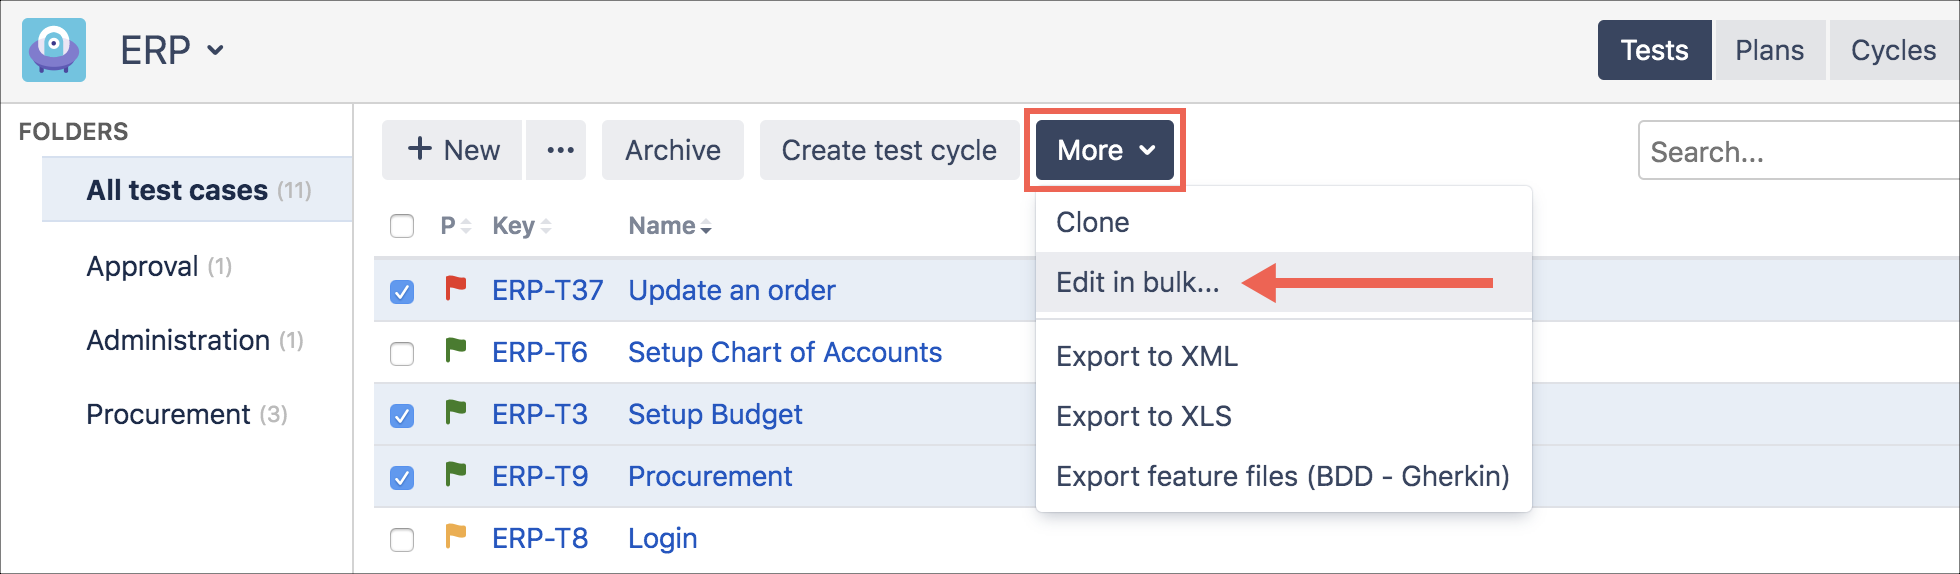 ERP
Tests Plans Cycles
FOLDERS
All test cases (11)
Approval (1)
Administration (1)
Procurement (3)
+ New ... Archive Create test cycle More
Search...
P Key Name
ERP-T37 Update an order
ERP-T6 Setup Chart of Accounts
ERP-T3 Setup Budget
ERP-T9 Procurement
ERP-T8 Login
Clone
Edit in bulk...
Export to XML
Export to XLS
Export feature files (BDD - Gherkin)